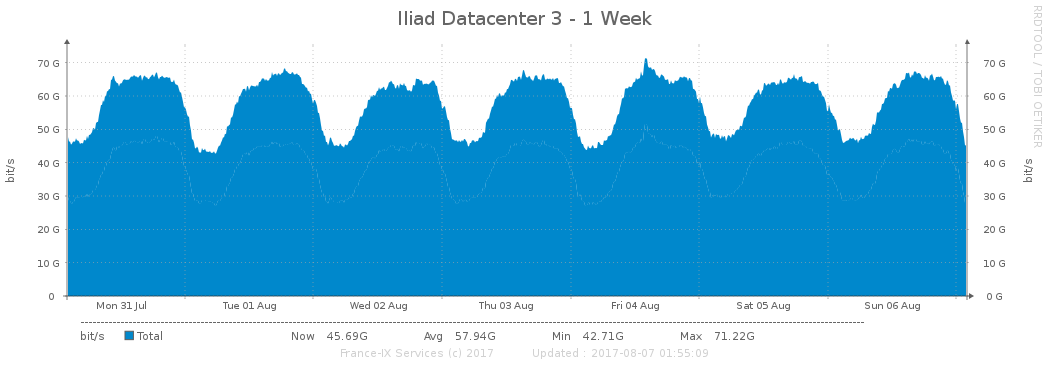 Iliad Datacenter 3 - 1 Week
RRDTOOL / TOBI OETIKER
70 G 70 G
60 G 60 G
50 G 50 G
40 G 40 G
30 G 30 G
20 G 20 G
10 G 10 G
0 0 G
bit/s bit/s
Mon 31 Jul Tue 01 Aug Wed 02 Aug Thu 03 Aug Fri 04 Aug Sat 05 Aug Sun 06 Aug
bit/s Total Now 45.69G Avg 57.94G Min 42.71G Max 71.22G
France-IX Services (c) 2017 Updated : 2017-08-07 01:55:09